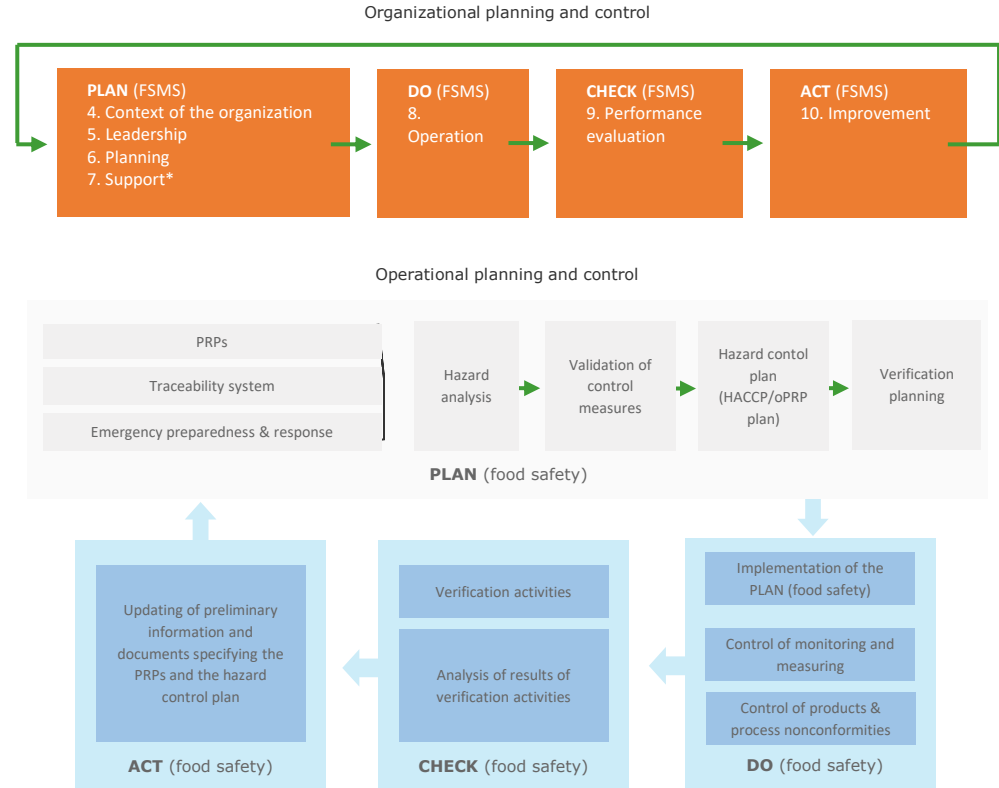 Organizational planning and control
PLAN (FSMS)
4. Context of the organization
5. Leadership
6. Planning
7. Support*
DO (FSMS)
8.
Operation
CHECK (FSMS)
9. Performance
evaluation
ACT (FSMS)
10. Improvement
Operational planning and control
PRPs
Traceability system
Emergency preparedness & response
Hazard
analysis
Validation of
control
measures
Hazard contol
plan
(HACCP/oPRP
plan)
Verification
planning
PLAN (food safety)
Updating of preliminary
information and
documents specifying the
PRPs and the hazard
control plan
ACT (food safety)
Verification activities
Analysis of results of
verification activities
CHECK (food safety)
Implementation of the
PLAN (food safety)
Control of monitoring and
measuring
Control of products &
process nonconformities
DO (food safety)